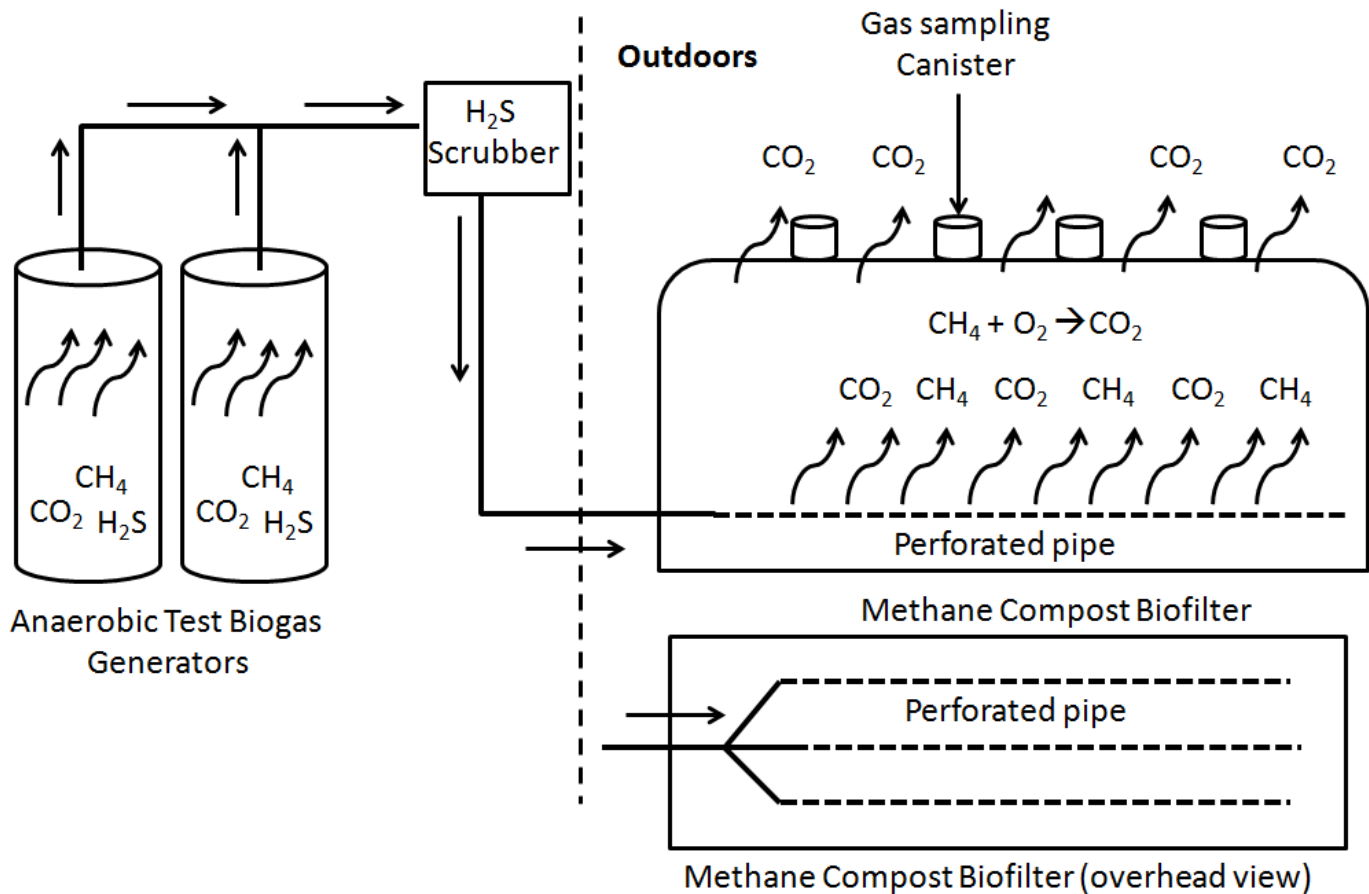 Outdoors
Gas sampling
Canister
H₂S
Scrubber
CO₂ CO₂ CO₂ CO₂
CH₄ + O₂ → CO₂
CO₂ CH₄ CO₂ CH₄ CO₂ CH₄
CH₄
CO₂ H₂S
CH₄
CO₂ H₂S
Perforated pipe
Anaerobic Test Biogas
Generators
Methane Compost Biofilter
Perforated pipe
Methane Compost Biofilter (overhead view)